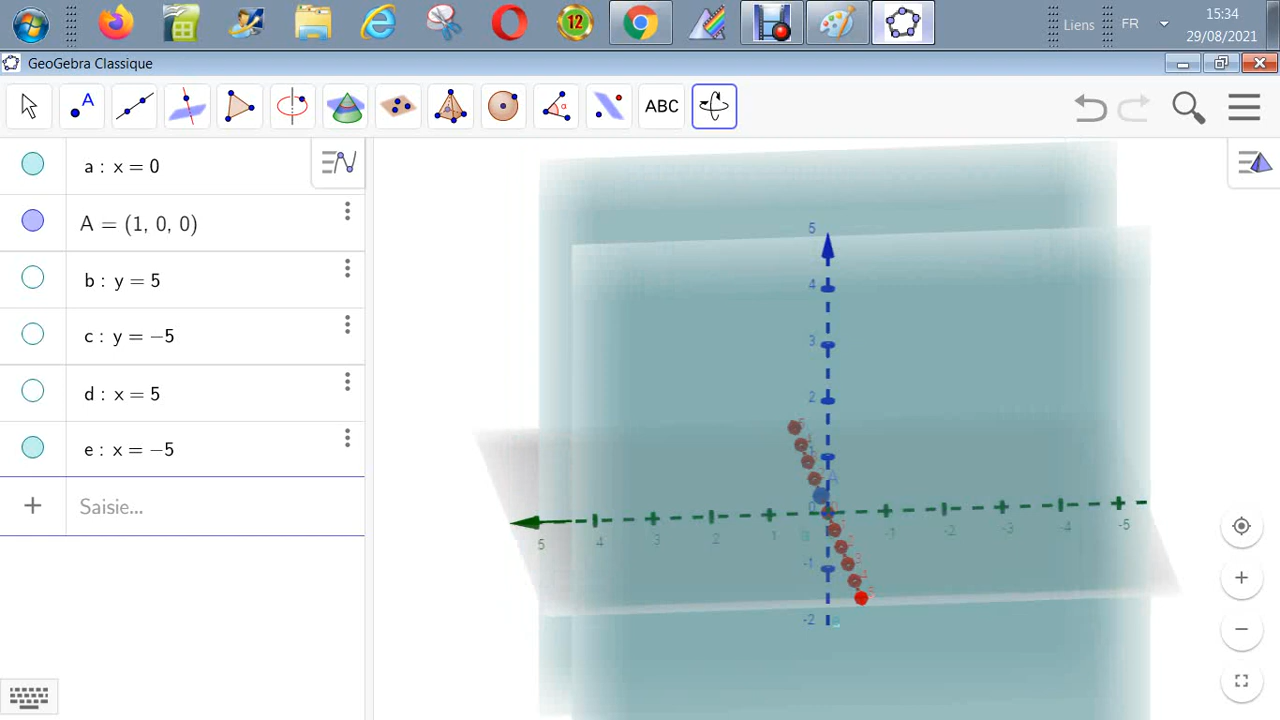 12
Liens
FR
15:34
29/08/2021
GeoGebra Classique
A
α
ABC
a : x = 0
A = (1, 0, 0)
b : y = 5
c : y = −5
d : x = 5
e : x = −5
+
Saisie...
5
4
3
2
A
0
-1
-2
5
4
3
2
1
-1
-2
-3
-4
-5